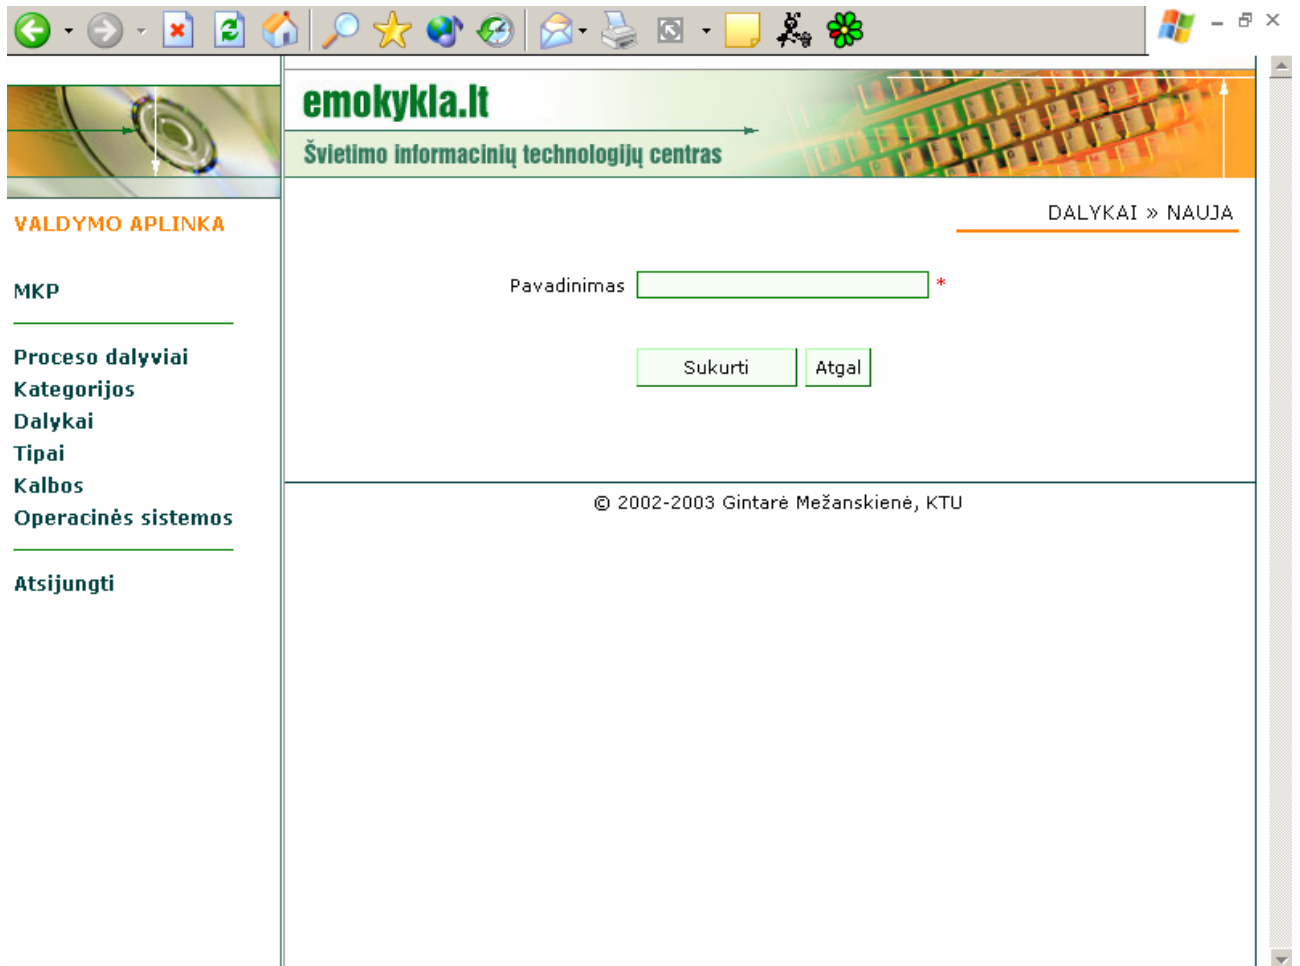 emokykla.lt
Švietimo informacinių technologijų centras
VALDYMO APLINKA
MKP
Proceso dalyviai
Kategorijos
Dalykai
Tipai
Kalbos
Operacinės sistemos
Atsijungti
DALYKAI » NAUJA
Pavadinimas *
Sukurti Atgal
© 2002-2003 Gintarė Mežanskienė, KTU